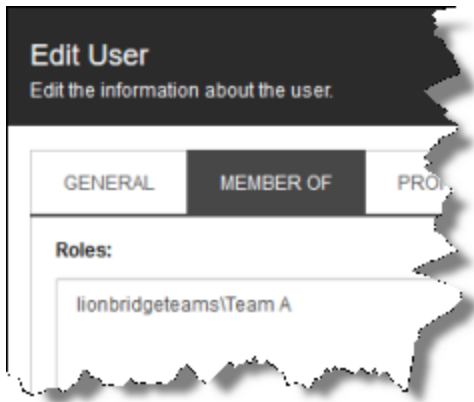 Edit User
Edit the information about the user.
GENERAL MEMBER OF
Roles:
lionbridgeteams\Team A